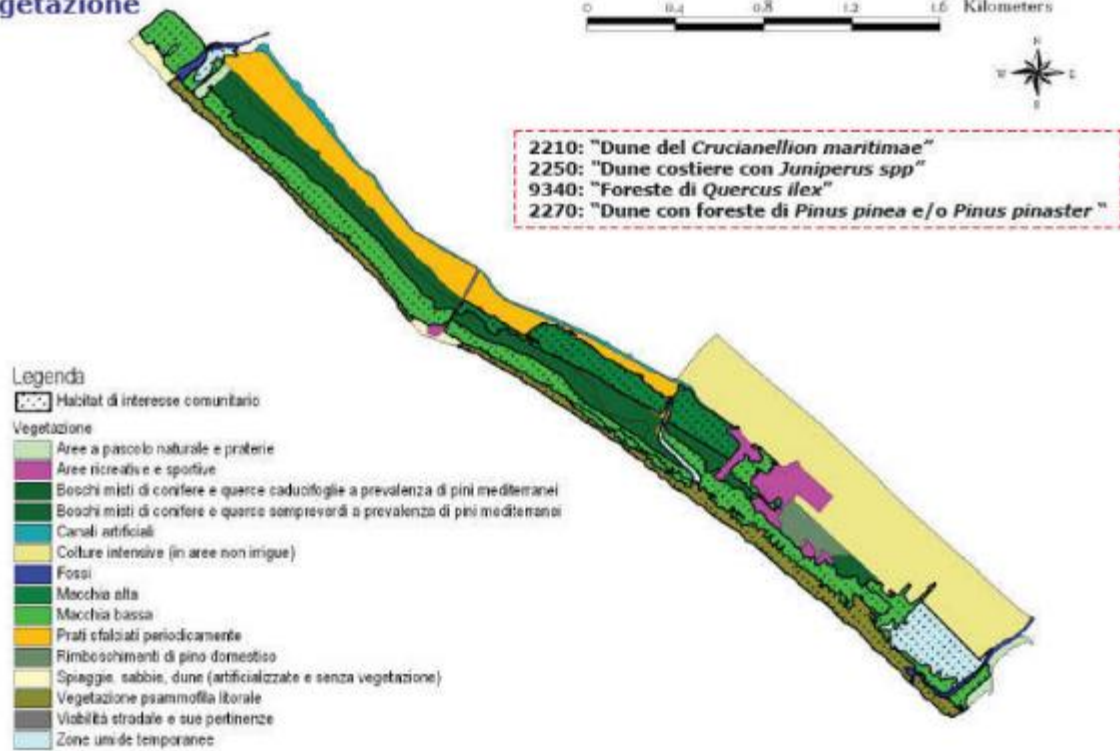 getazione
0 0.4 0.8 1.2 1.6 Kilometers
N
W E
S
2210: "Dune del Crucianellion maritimae"
2250: "Dune costiere con Juniperus spp"
9340: "Foreste di Quercus ilex"
2270: "Dune con foreste di Pinus pinea e/o Pinus pinaster "
Legenda
Habitat di interesse comunitario
Vegetazione
Aree a pascolo naturale e praterie
Aree ricreative e sportive
Boschi misti di conifere e querce caducifoglie a prevalenza di pini mediterranei
Boschi misti di conifere e querce sempreverdi a prevalenza di pini mediterranei
Canali artificiali
Colture intensive (in aree non irrigue)
Fossi
Macchia alta
Macchia bassa
Prati sfalciati periodicamente
Rimboschimenti di pino domestico
Spiagge, sabbie, dune (artificializzate e senza vegetazione)
Vegetazione psammofila litorale
Viabilità stradale e sue pertinenze
Zone umide temporanee